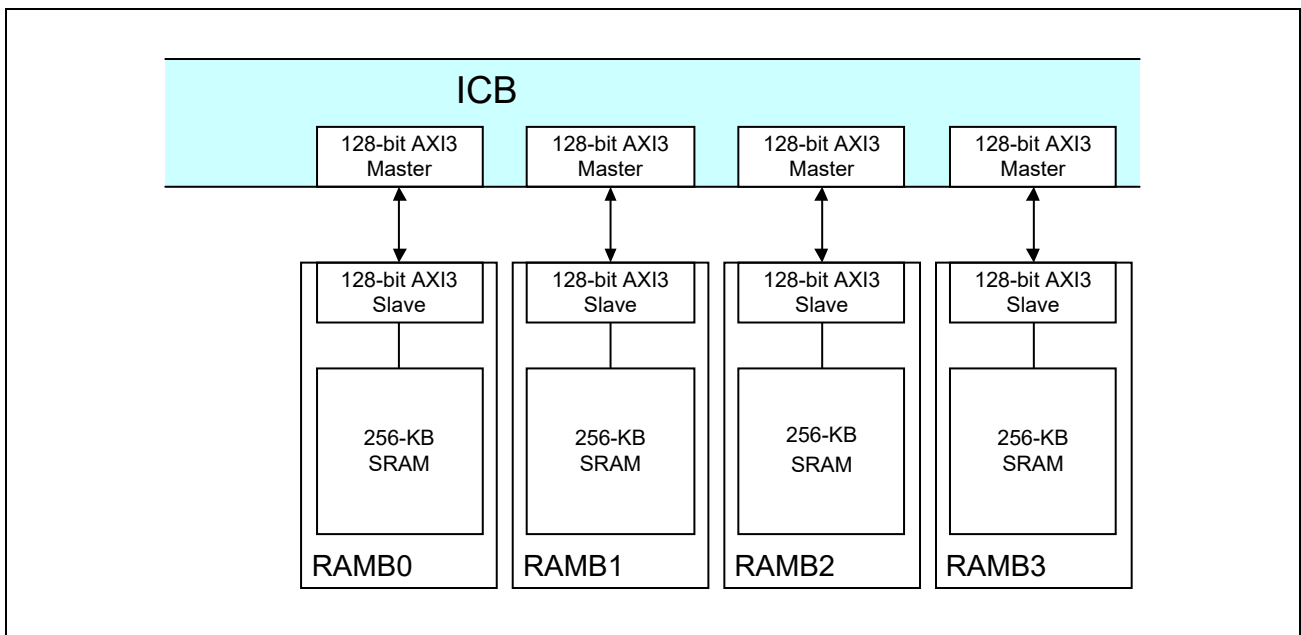 ICB
128-bit AXI3
Master
128-bit AXI3
Master
128-bit AXI3
Master
128-bit AXI3
Master
128-bit AXI3
Slave
128-bit AXI3
Slave
128-bit AXI3
Slave
128-bit AXI3
Slave
256-KB
SRAM
256-KB
SRAM
256-KB
SRAM
256-KB
SRAM
RAMB0
RAMB1
RAMB2
RAMB3